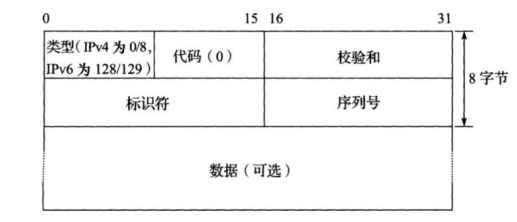 0 15 16 31
类型（IPv4 为 0/8,
IPv6 为 128/129）
代码（0）
校验和
8 字节
标识符
序列号
数据（可选）